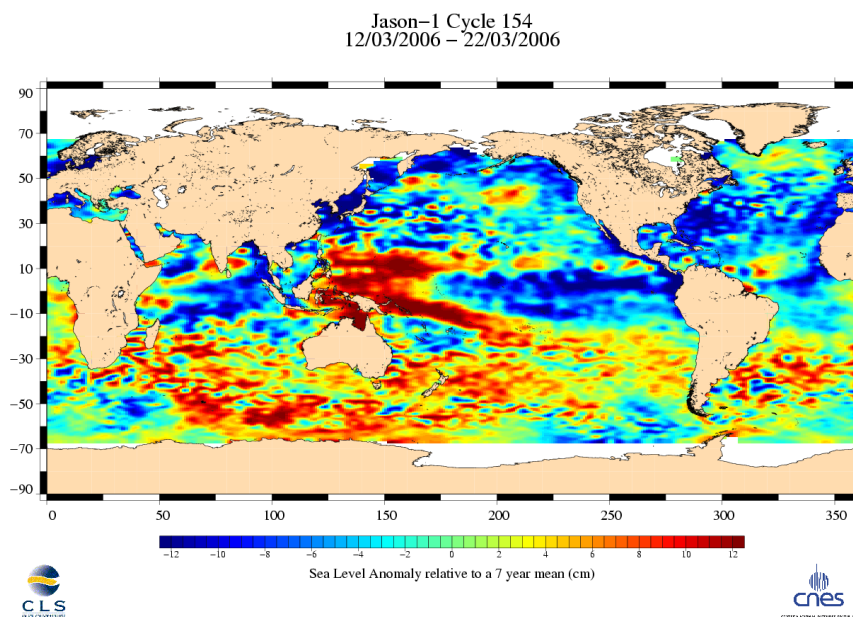 Jason−1 Cycle 154
12/03/2006 − 22/03/2006
90
70
50
30
10
−10
−30
−50
−70
−90
0 50 100 150 200 250 300 350
−12 −10 −8 −6 −4 −2 0 2 4 6 8 10 12
Sea Level Anomaly relative to a 7 year mean (cm)
CLS
cnes